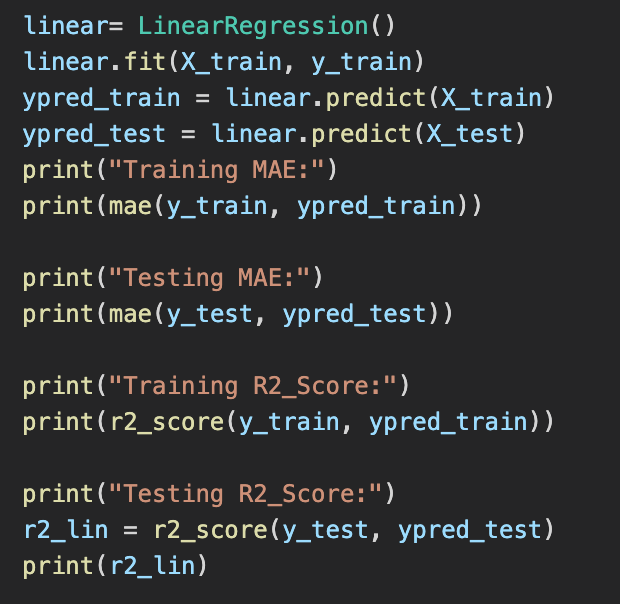 linear= LinearRegression()
linear.fit(X_train, y_train)
ypred_train = linear.predict(X_train)
ypred_test = linear.predict(X_test)
print("Training MAE:")
print(mae(y_train, ypred_train))

print("Testing MAE:")
print(mae(y_test, ypred_test))

print("Training R2_Score:")
print(r2_score(y_train, ypred_train))

print("Testing R2_Score:")
r2_lin = r2_score(y_test, ypred_test)
print(r2_lin)